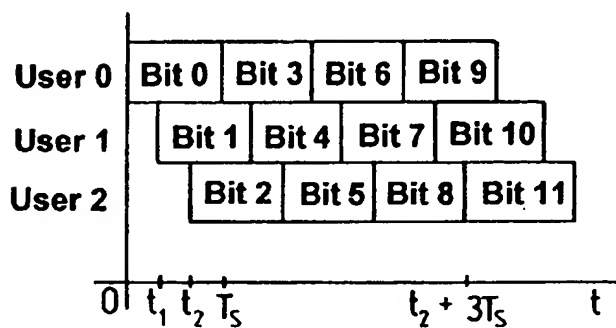 User 0 Bit 0 Bit 3 Bit 6 Bit 9
User 1 Bit 1 Bit 4 Bit 7 Bit 10
User 2 Bit 2 Bit 5 Bit 8 Bit 11
0 t₁ t₂ Tₛ t₂ + 3Tₛ t